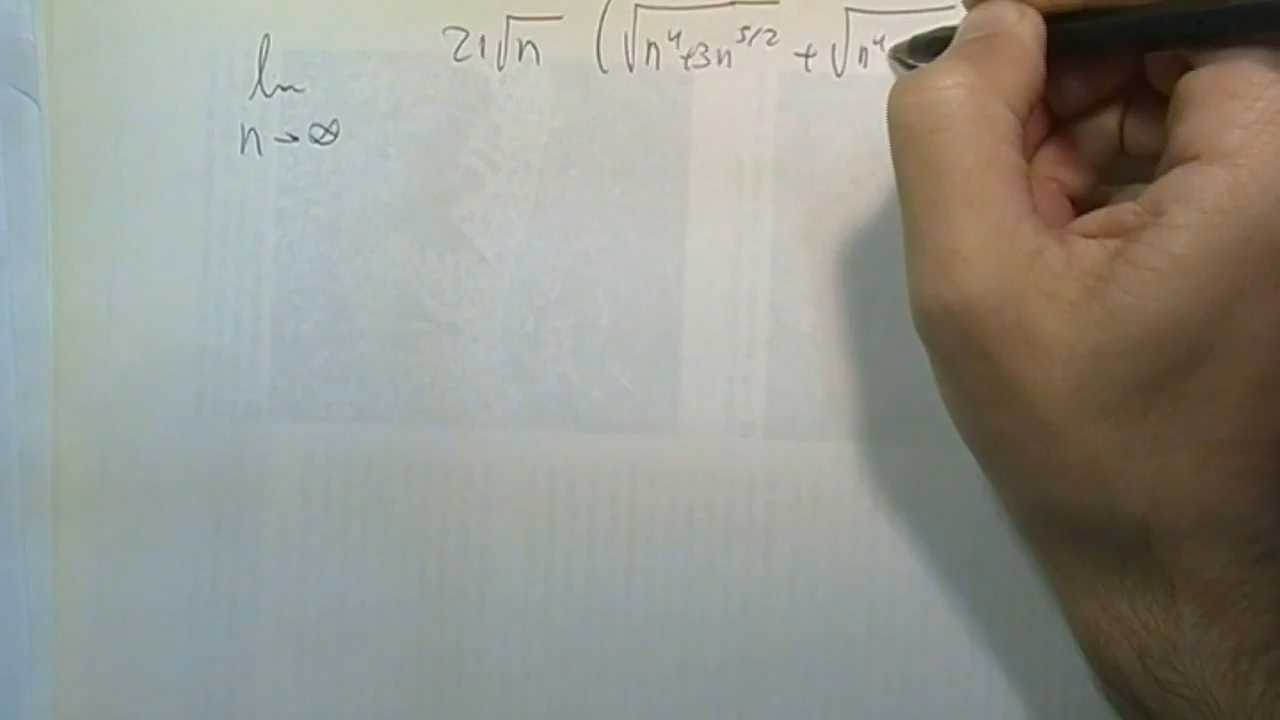 lim 21√n (√n⁴+3n^5/2 + √n⁴
n→∞